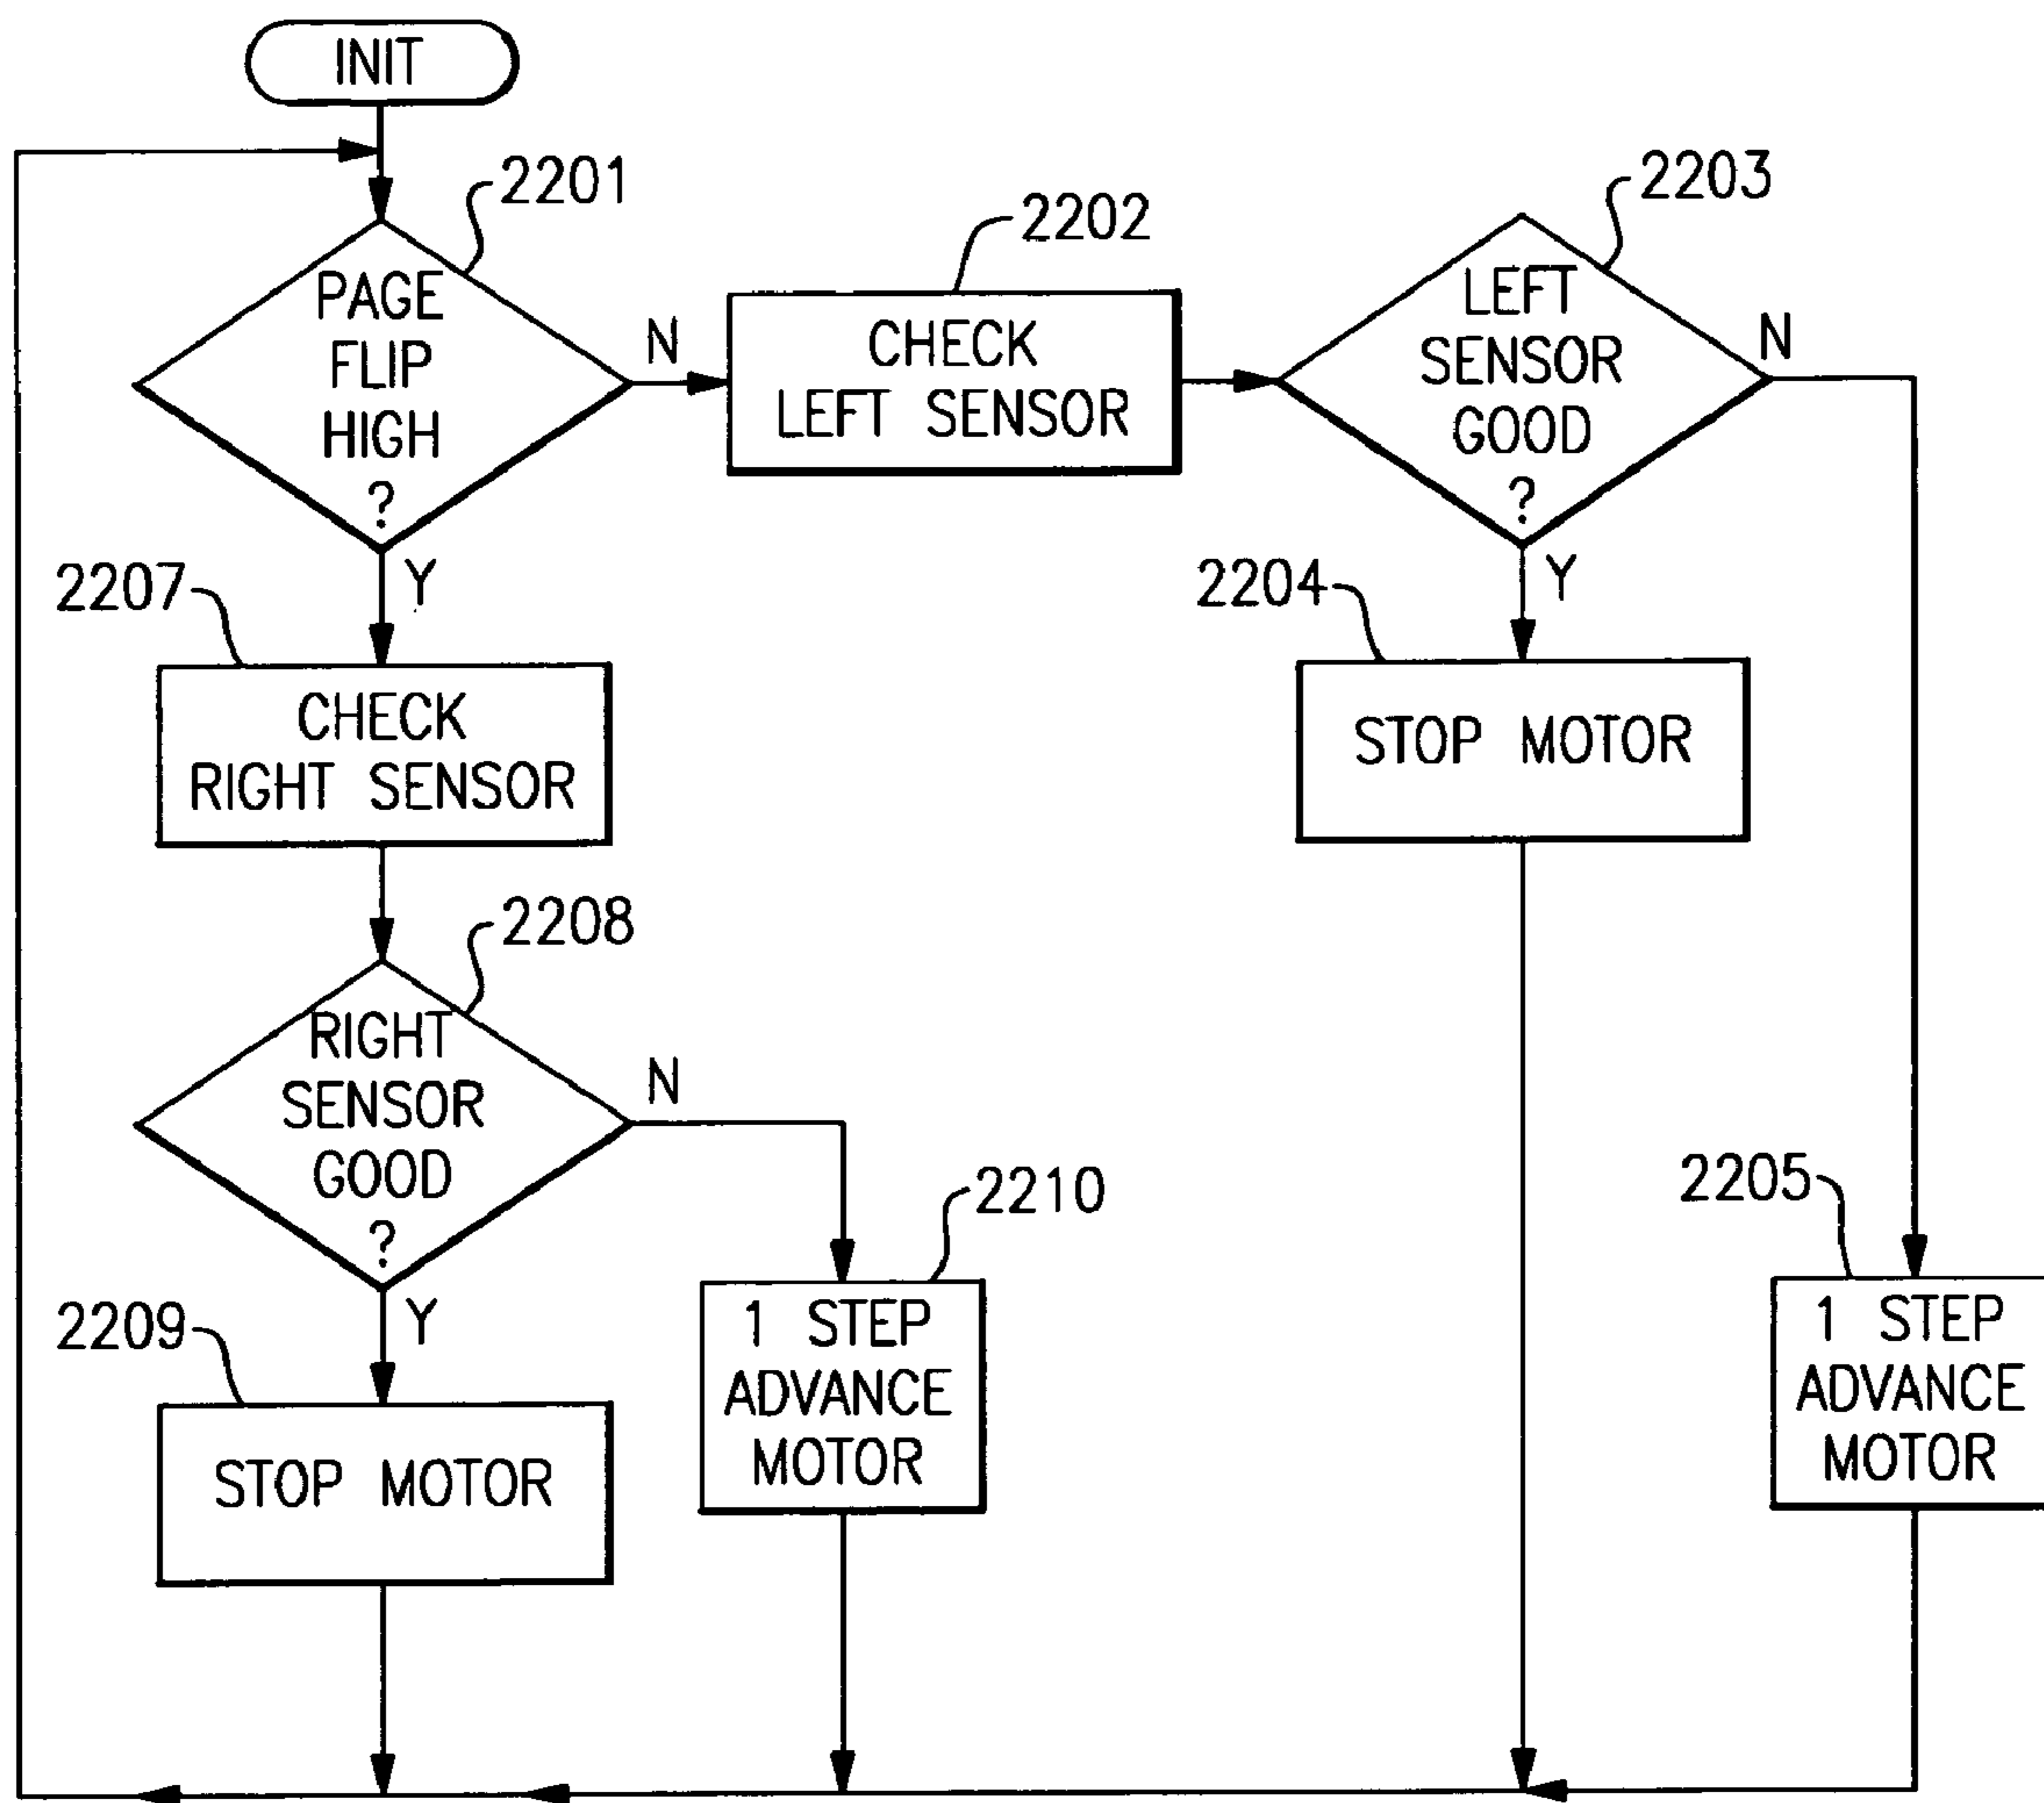 INIT
2201
PAGE
FLIP
HIGH
?
N
Y
2202
CHECK
LEFT SENSOR
2203
LEFT
SENSOR
GOOD
?
N
Y
2204
STOP MOTOR
2205
1 STEP
ADVANCE
MOTOR
2207
CHECK
RIGHT SENSOR
2208
RIGHT
SENSOR
GOOD
?
N
Y
2209
STOP MOTOR
2210
1 STEP
ADVANCE
MOTOR